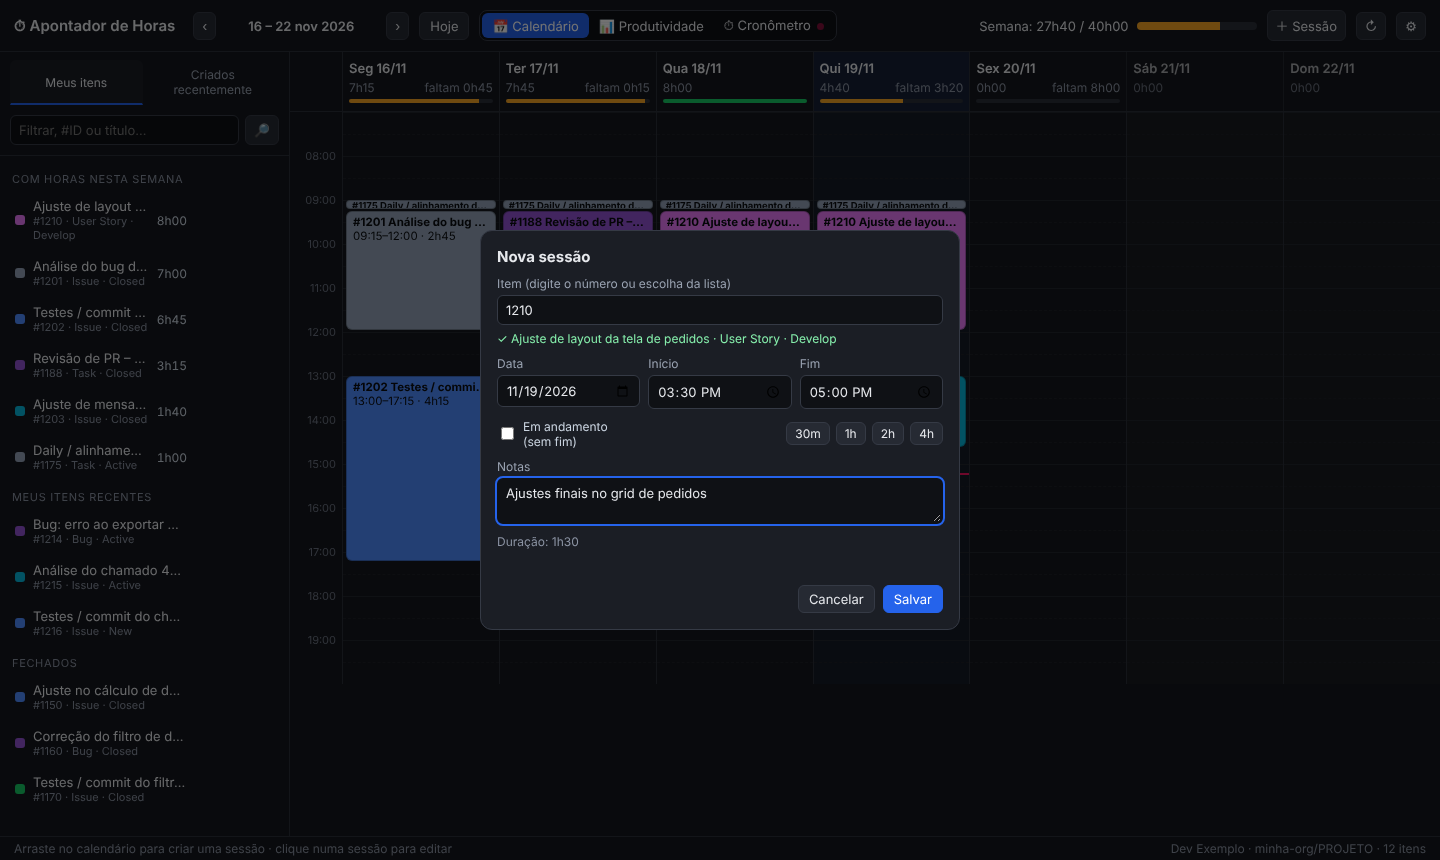 ⏱ Apontador de Horas ‹ 16 – 22 nov 2026 › Hoje 📅 Calendário 📊 Produtividade ⏱ Cronômetro Semana: 27h40 / 40h00 + Sessão ↻ ⚙
Meus itens
Criados
recentemente
Filtrar, #ID ou título... 🔎
COM HORAS NESTA SEMANA
Ajuste de layout ...
#1210 · User Story ·
Develop
8h00
Análise do bug d...
#1201 · Issue · Closed
7h00
Testes / commit ...
#1202 · Issue · Closed
6h45
Revisão de PR – ...
#1188 · Task · Closed
3h15
Ajuste de mensa...
#1203 · Issue · Closed
1h40
Daily / alinhame...
#1175 · Task · Active
1h00
MEUS ITENS RECENTES
Bug: erro ao exportar ...
#1214 · Bug · Active
Análise do chamado 4...
#1215 · Issue · Active
Testes / commit do ch...
#1216 · Issue · New
FECHADOS
Ajuste no cálculo de d...
#1150 · Issue · Closed
Correção do filtro de d...
#1160 · Bug · Closed
Testes / commit do filtr...
#1170 · Issue · Closed
Seg 16/11
7h15 faltam 0h45
Ter 17/11
7h45 faltam 0h15
Qua 18/11
8h00
Qui 19/11
4h40 faltam 3h20
Sex 20/11
0h00 faltam 8h00
Sáb 21/11
0h00
Dom 22/11
0h00
08:00
09:00
10:00
11:00
12:00
13:00
14:00
15:00
16:00
17:00
18:00
19:00
#1175 Daily / alinhamento d...
#1201 Análise do bug ...
09:15–12:00 · 2h45
#1202 Testes / commi...
13:00–17:15 · 4h15
#1175 Daily / alinhamento d...
#1188 Revisão de PR –...
#1175 Daily / alinhamento d...
#1210 Ajuste de layou...
#1175 Daily / alinhamento d...
#1210 Ajuste de layou...
Nova sessão
Item (digite o número ou escolha da lista)
1210
✓ Ajuste de layout da tela de pedidos · User Story · Develop
Data Início Fim
11/19/2026 03:30 PM 05:00 PM
Em andamento
(sem fim)
30m 1h 2h 4h
Notas
Ajustes finais no grid de pedidos
Duração: 1h30
Cancelar Salvar
Arraste no calendário para criar uma sessão · clique numa sessão para editar
Dev Exemplo · minha-org/PROJETO · 12 itens